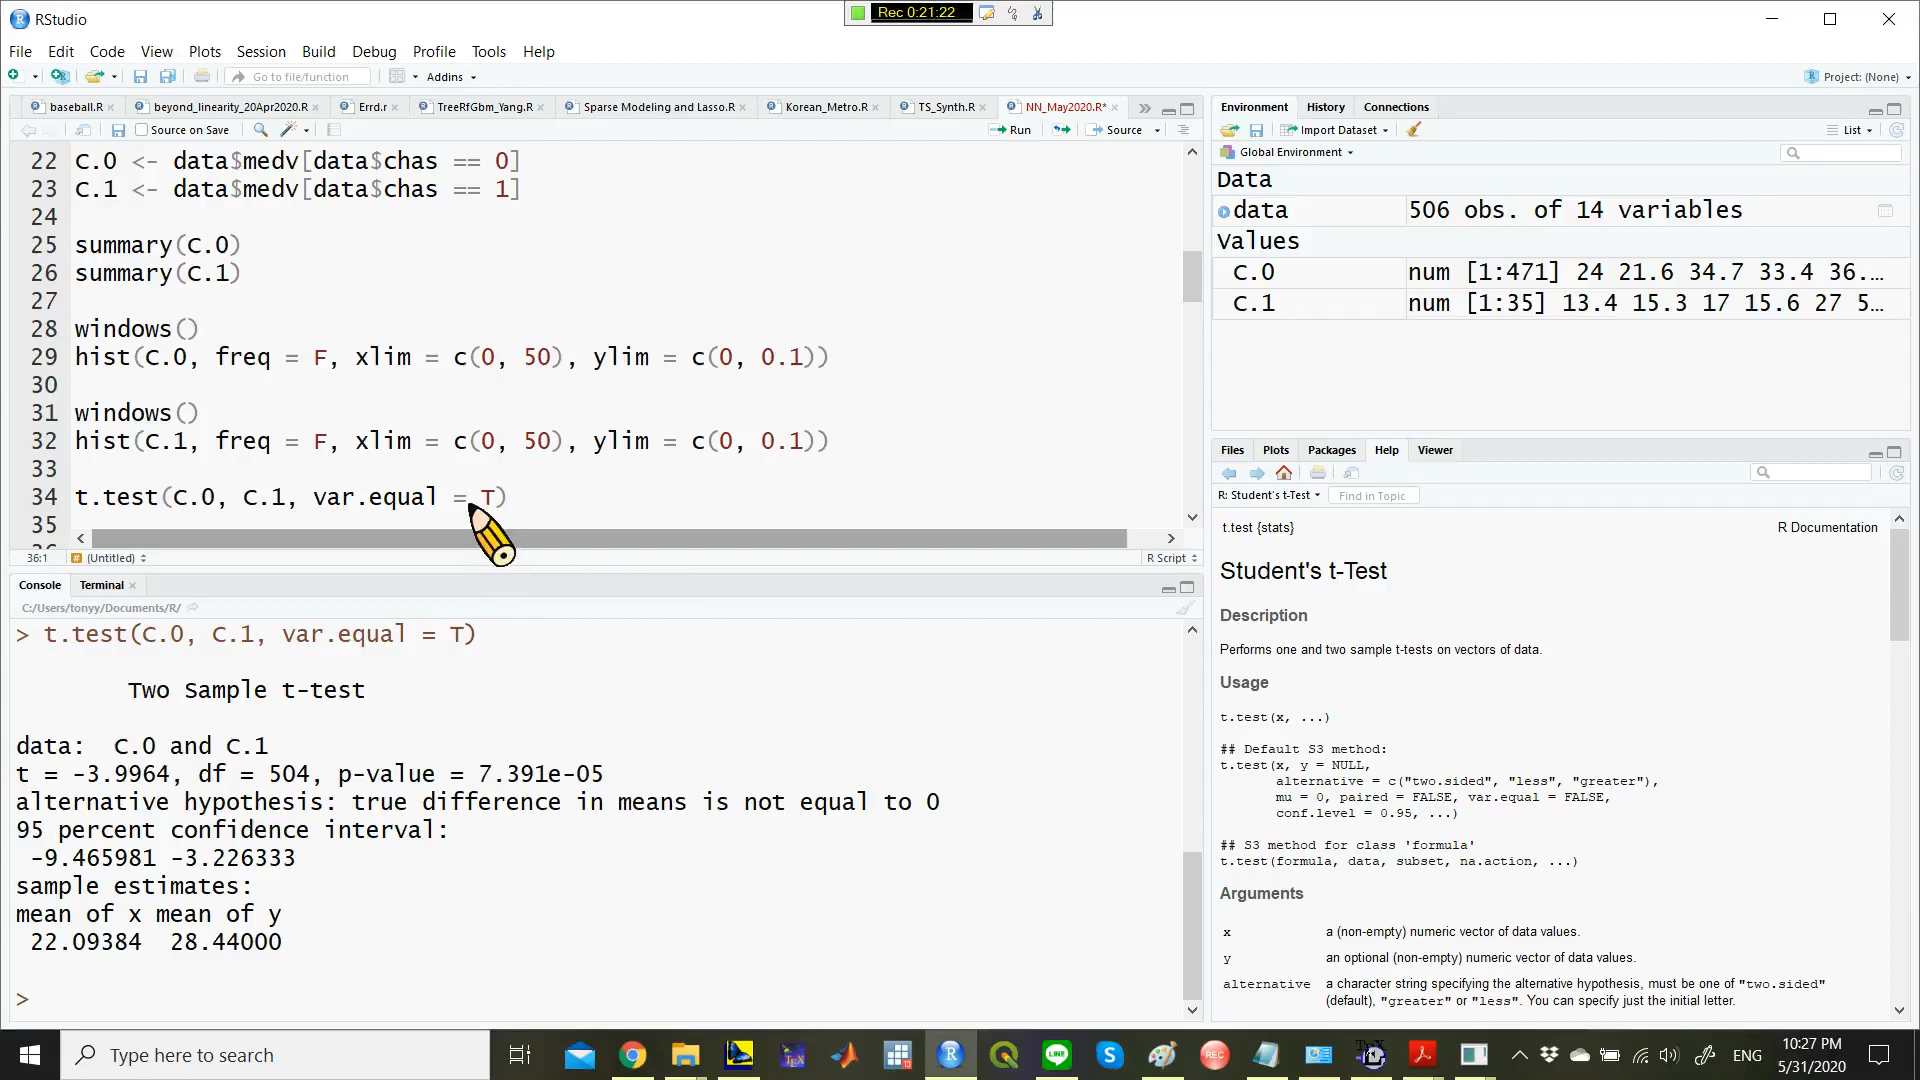 RStudio
Rec 0:21:22
File Edit Code View Plots Session Build Debug Profile Tools Help
Go to file/function
Addins
Project: (None)
baseball.R
beyond_linearity_20Apr2020.R
Errd.r
TreeRfGbm_Yang.R
Sparse Modeling and Lasso.R
Korean_Metro.R
TS_Synth.R
NN_May2020.R*
Source on Save
Run
Source
22 C.0 <- data$medv[data$chas == 0]
23 C.1 <- data$medv[data$chas == 1]
24
25 summary(C.0)
26 summary(C.1)
27
28 windows()
29 hist(C.0, freq = F, xlim = c(0, 50), ylim = c(0, 0.1))
30
31 windows()
32 hist(C.1, freq = F, xlim = c(0, 50), ylim = c(0, 0.1))
33
34 t.test(C.0, C.1, var.equal = T)
35
36:1
(Untitled)
R Script
Console
Terminal
C:/Users/tonyy/Documents/R/
> t.test(C.0, C.1, var.equal = T)
Two Sample t-test
data: C.0 and C.1
t = -3.9964, df = 504, p-value = 7.391e-05
alternative hypothesis: true difference in means is not equal to 0
95 percent confidence interval:
-9.465981 -3.226333
sample estimates:
mean of x mean of y
22.09384 28.44000
>
Environment
History
Connections
Import Dataset
List
Global Environment
Data
data 506 obs. of 14 variables
Values
C.0 num [1:471] 24 21.6 34.7 33.4 36....
C.1 num [1:35] 13.4 15.3 17 15.6 27 5...
Files
Plots
Packages
Help
Viewer
R: Student's t-Test
Find in Topic
t.test {stats}
R Documentation
Student's t-Test
Description
Performs one and two sample t-tests on vectors of data.
Usage
t.test(x, ...)
## Default S3 method:
t.test(x, y = NULL,
alternative = c("two.sided", "less", "greater"),
mu = 0, paired = FALSE, var.equal = FALSE,
conf.level = 0.95, ...)
## S3 method for class 'formula'
t.test(formula, data, subset, na.action, ...)
Arguments
x a (non-empty) numeric vector of data values.
y an optional (non-empty) numeric vector of data values.
alternative a character string specifying the alternative hypothesis, must be one of "two.sided"
(default), "greater" or "less". You can specify just the initial letter.
Type here to search
ENG
10:27 PM
5/31/2020